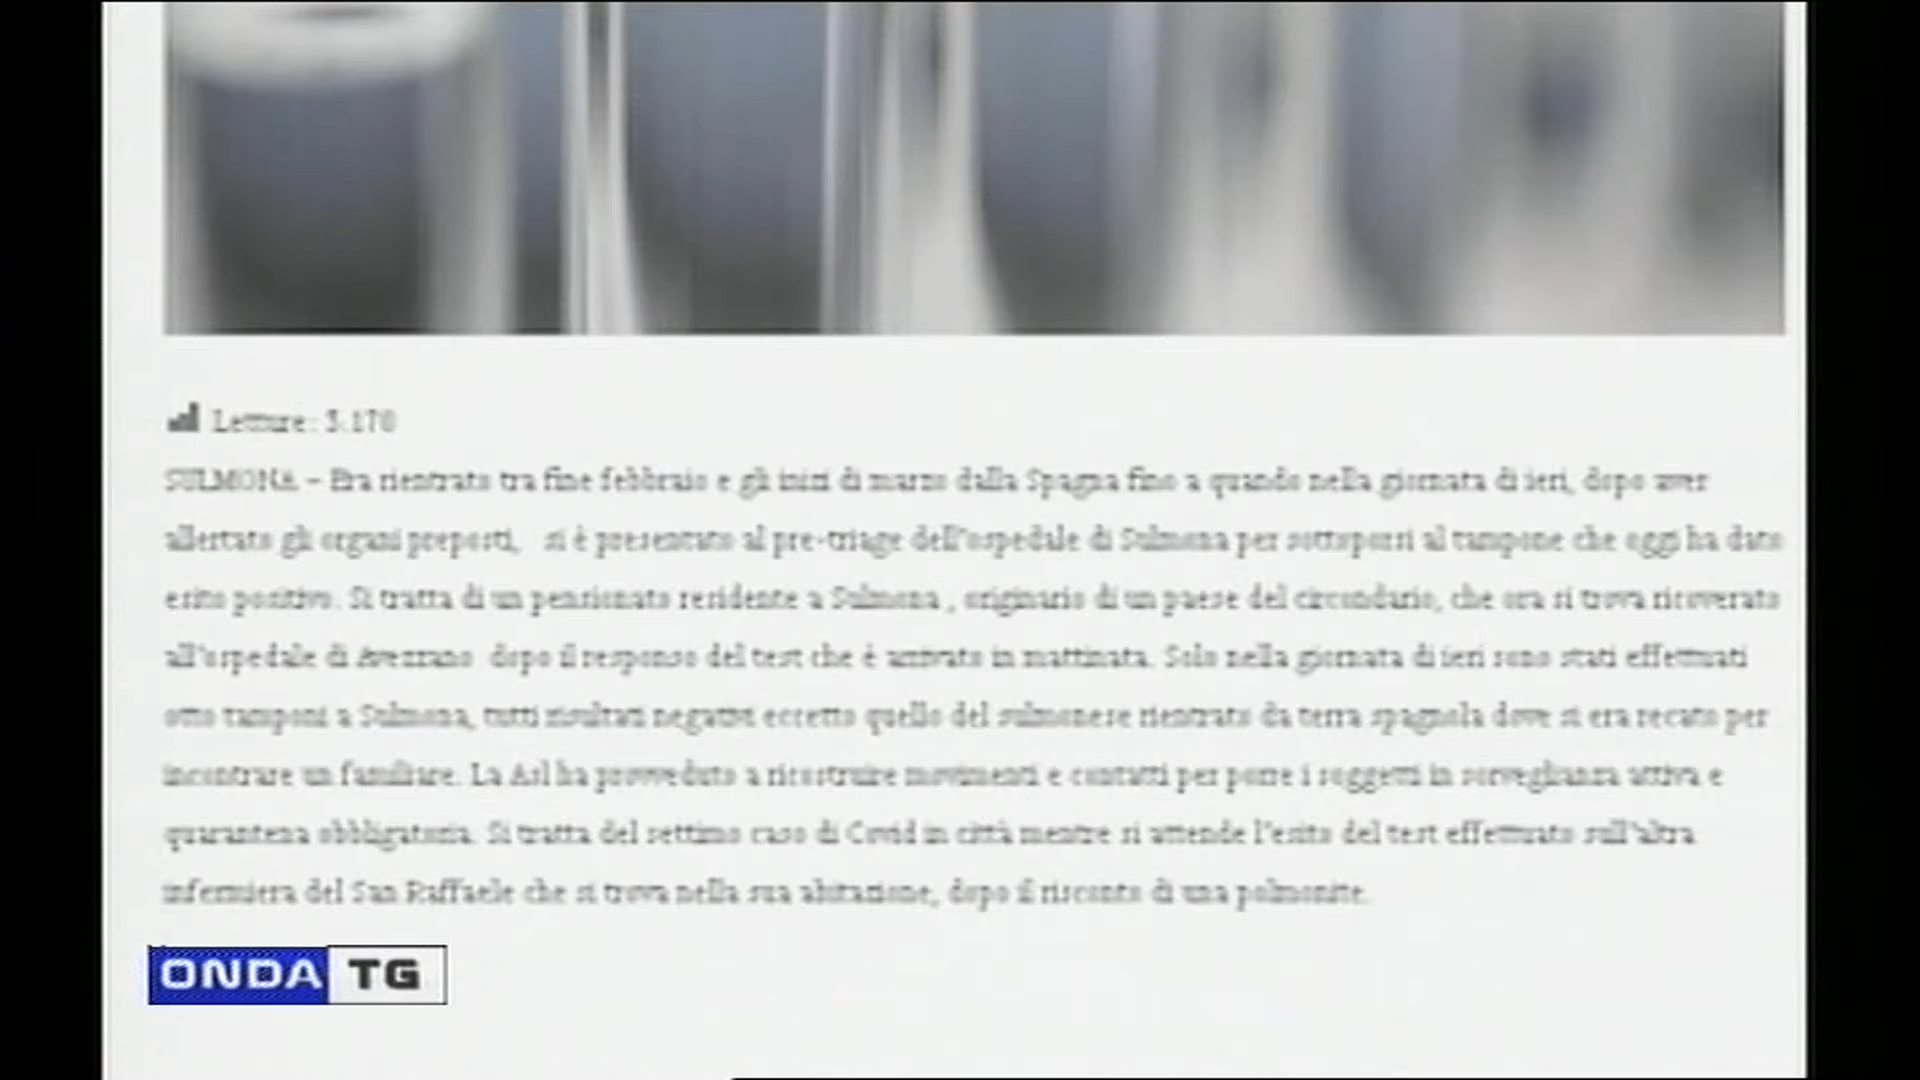 Letture: 3.170
SULMONA – Era rientrato tra fine febbraio e gli inizi di marzo dalla Spagna fino a quando nella giornata di ieri, dopo aver
allertato gli organi preposti, si è presentato al pre-triage dell'ospedale di Sulmona per sottoporsi al tampone che oggi ha dato
esito positivo. Si tratta di un pensionato residente a Sulmona , originario di un paese del circondario, che ora si trova ricoverato
all'ospedale di Avezzano dopo il responso del test che è arrivato in mattinata. Solo nella giornata di ieri sono stati effettuati
otto tamponi a Sulmona, tutti risultati negativi eccetto quello del sulmonese rientrato da terra spagnola dove si era recato per
incontrare un familiare. La Asl ha provveduto a ricostruire movimenti e contatti per porre i soggetti in sorveglianza attiva e
quarantena obbligatoria. Si tratta del settimo caso di Covid in città mentre si attende l'esito del test effettuato sull'altra
infermiera del San Raffaele che si trova nella sua abitazione, dopo il riscontro di una polmonite.
ONDA TG